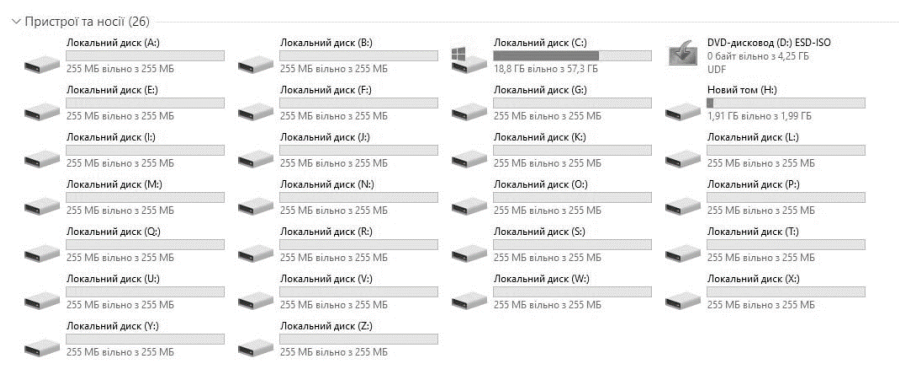 Пристрої та носії (26)
Локальний диск (A:)
255 МБ вільно з 255 МБ
Локальний диск (B:)
255 МБ вільно з 255 МБ
Локальний диск (C:)
18,8 ГБ вільно з 57,3 ГБ
DVD-дисковод (D:) ESD-ISO
0 байт вільно з 4,25 ГБ
UDF
Локальний диск (E:)
255 МБ вільно з 255 МБ
Локальний диск (F:)
255 МБ вільно з 255 МБ
Локальний диск (G:)
255 МБ вільно з 255 МБ
Новий том (H:)
1,91 ГБ вільно з 1,99 ГБ
Локальний диск (I:)
255 МБ вільно з 255 МБ
Локальний диск (J:)
255 МБ вільно з 255 МБ
Локальний диск (K:)
255 МБ вільно з 255 МБ
Локальний диск (L:)
255 МБ вільно з 255 МБ
Локальний диск (M:)
255 МБ вільно з 255 МБ
Локальний диск (N:)
255 МБ вільно з 255 МБ
Локальний диск (O:)
255 МБ вільно з 255 МБ
Локальний диск (P:)
255 МБ вільно з 255 МБ
Локальний диск (Q:)
255 МБ вільно з 255 МБ
Локальний диск (R:)
255 МБ вільно з 255 МБ
Локальний диск (S:)
255 МБ вільно з 255 МБ
Локальний диск (T:)
255 МБ вільно з 255 МБ
Локальний диск (U:)
255 МБ вільно з 255 МБ
Локальний диск (V:)
255 МБ вільно з 255 МБ
Локальний диск (W:)
255 МБ вільно з 255 МБ
Локальний диск (X:)
255 МБ вільно з 255 МБ
Локальний диск (Y:)
255 МБ вільно з 255 МБ
Локальний диск (Z:)
255 МБ вільно з 255 МБ